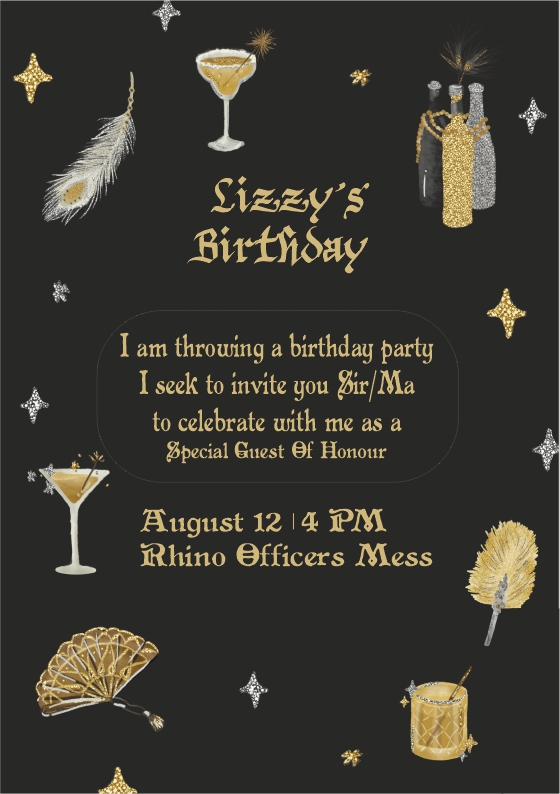 Lizzy's
Birthday
I am throwing a birthday party
I seek to invite you Sir/Ma
to celebrate with me as a
Special Guest Of Honour
August 12 | 4 PM
Rhino Officers Mess